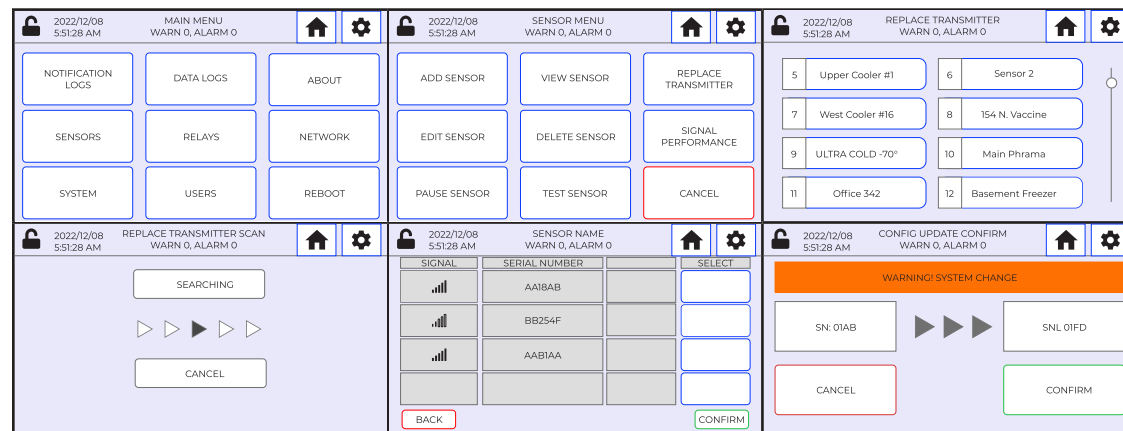 2022/12/08
5:51:28 AM
MAIN MENU
WARN 0, ALARM 0
NOTIFICATION
LOGS
DATA LOGS
ABOUT
SENSORS
RELAYS
NETWORK
SYSTEM
USERS
REBOOT
2022/12/08
5:51:28 AM
SENSOR MENU
WARN 0, ALARM 0
ADD SENSOR
VIEW SENSOR
REPLACE
TRANSMITTER
EDIT SENSOR
DELETE SENSOR
SIGNAL
PERFORMANCE
PAUSE SENSOR
TEST SENSOR
CANCEL
2022/12/08
5:51:28 AM
REPLACE TRANSMITTER
WARN 0, ALARM 0
5 Upper Cooler #1
6 Sensor 2
7 West Cooler #16
8 154 N. Vaccine
9 ULTRA COLD -70°
10 Main Phrama
11 Office 342
12 Basement Freezer
2022/12/08
5:51:28 AM
REPLACE TRANSMITTER SCAN
WARN 0, ALARM 0
SEARCHING
CANCEL
2022/12/08
5:51:28 AM
SENSOR NAME
WARN 0, ALARM 0
SIGNAL SERIAL NUMBER SELECT
AA18AB
BB254F
AAB1AA
BACK
CONFIRM
2022/12/08
5:51:28 AM
CONFIG UPDATE CONFIRM
WARN 0, ALARM 0
WARNING! SYSTEM CHANGE
SN: 01AB
SNL 01FD
CANCEL
CONFIRM